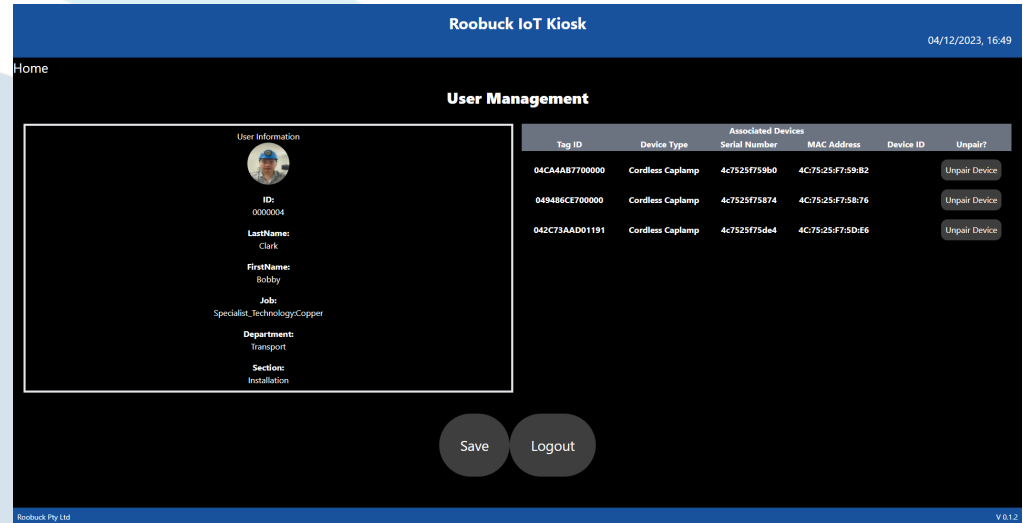 Roobuck IoT Kiosk
04/12/2023, 16:49
Home
User Management
User Information
ID:
0000004
LastName:
Clark
FirstName:
Bobby
Job:
Specialist_Technology:Copper
Department:
Transport
Section:
Installation
Associated Devices
Tag ID Device Type Serial Number MAC Address Device ID Unpair?
04CA4AB7700000 Cordless Caplamp 4c7525f759b0 4C:75:25:F7:59:B2 Unpair Device
049486CE700000 Cordless Caplamp 4c7525f75874 4C:75:25:F7:58:76 Unpair Device
042C73AAD01191 Cordless Caplamp 4c7525f75de4 4C:75:25:F7:5D:E6 Unpair Device
Save Logout
Roobuck Pty Ltd V 0.1.2